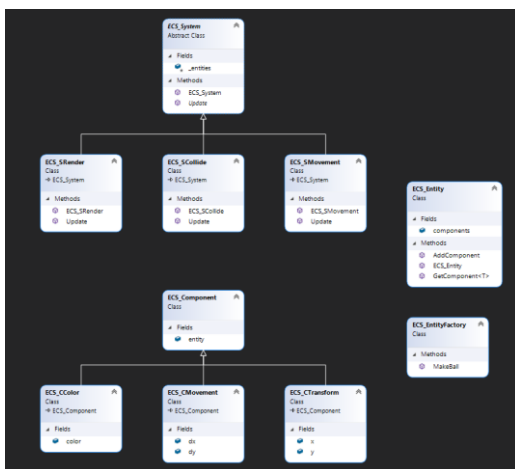 ECS_System
Abstract Class
Fields
_entities
Methods
ECS_System
Update
ECS_SRender
Class
ECS_System
Methods
ECS_SRender
Update
ECS_SCollide
Class
ECS_System
Methods
ECS_SCollide
Update
ECS_SMovement
Class
ECS_System
Methods
ECS_SMovement
Update
ECS_Entity
Class
Fields
components
Methods
AddComponent
ECS_Entity
GetComponent<T>
ECS_Component
Class
Fields
entity
ECS_EntityFactory
Class
Methods
MakeBall
ECS_CColor
Class
ECS_Component
Fields
color
ECS_CMovement
Class
ECS_Component
Fields
dx
dy
ECS_CTransform
Class
ECS_Component
Fields
x
y